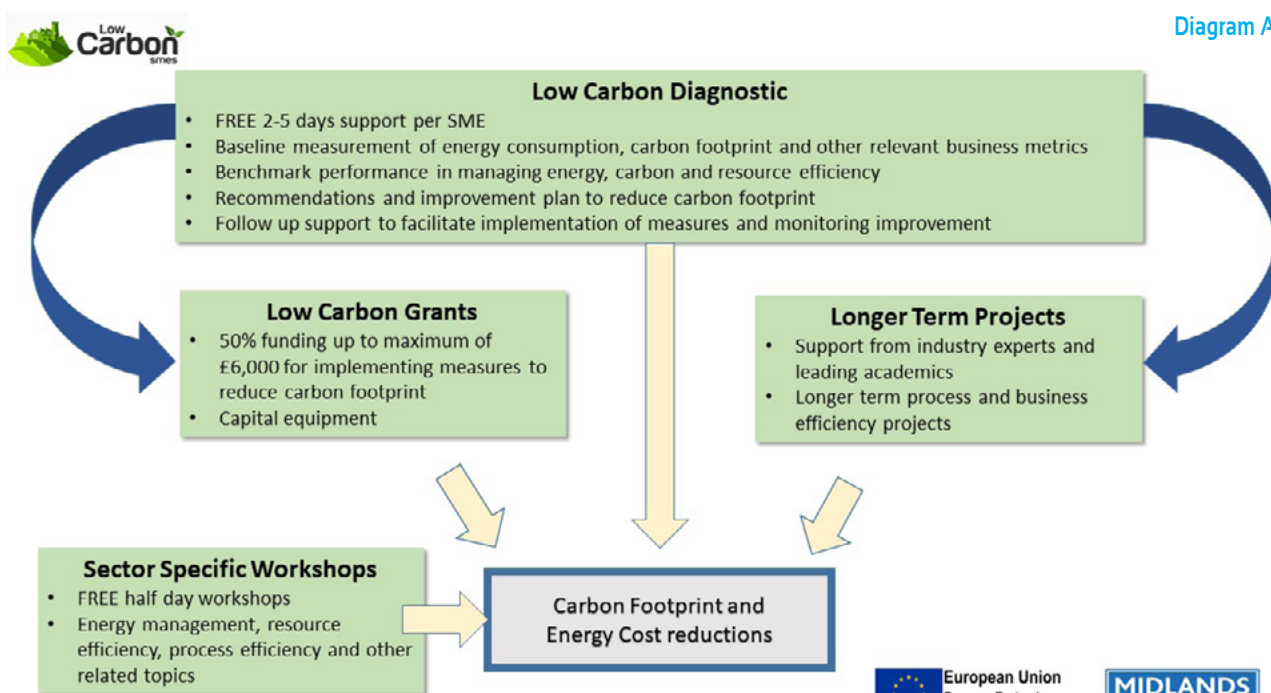 Low
Carbon
smes
Diagram A
Low Carbon Diagnostic
• FREE 2-5 days support per SME
• Baseline measurement of energy consumption, carbon footprint and other relevant business metrics
• Benchmark performance in managing energy, carbon and resource efficiency
• Recommendations and improvement plan to reduce carbon footprint
• Follow up support to facilitate implementation of measures and monitoring improvement
Low Carbon Grants
• 50% funding up to maximum of
£6,000 for implementing measures to
reduce carbon footprint
• Capital equipment
Longer Term Projects
• Support from industry experts and
leading academics
• Longer term process and business
efficiency projects
Sector Specific Workshops
• FREE half day workshops
• Energy management, resource
efficiency, process efficiency and other
related topics
Carbon Footprint and
Energy Cost reductions
European Union
MIDLANDS